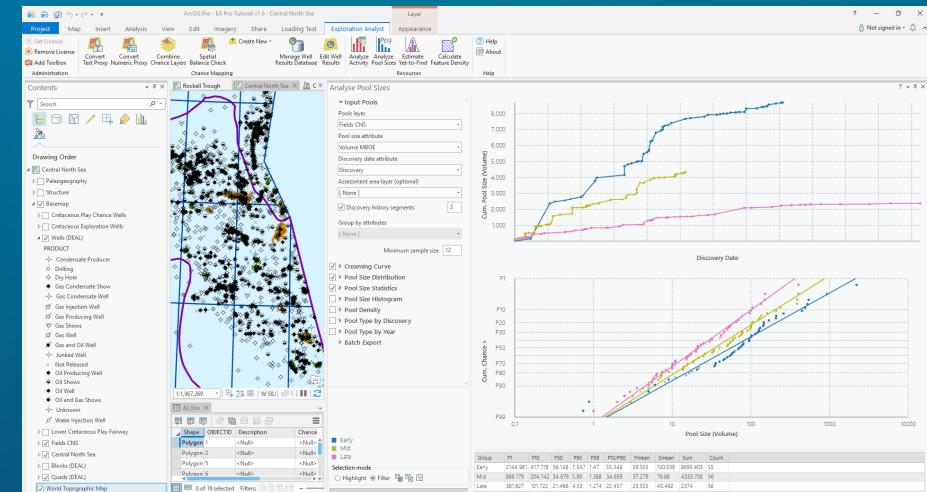 ArcGIS Pro - EA Pro Tutorial v1 0 - Central North Sea
Layer
? – ×
Project Map Insert Analysis View Edit Imagery Share Loading Test Exploration Analyst Appearance
Not signed in
Get License
Remove License
Add Toolbox
Convert Text Proxy
Convert Numeric Proxy
Combine Chance Layers
Spatial Balance Check
Create New
Manage Well Results Database
Edit Well Results
Analyze Activity
Analyze Pool Sizes
Estimate Yet-to-Find
Calculate Feature Density
? Help
About
Administration Chance Mapping Resources Help
Contents
Search
Drawing Order
Central North Sea
Paleogeography
Structure
Basemap
Cretaceous Play Chance Wells
Cretaceous Exploration Wells
Wells (DEAL)
PRODUCT
Condensate Producer
Drilling
Dry Hole
Gas Condensate Show
Gas Condensate Well
Gas Injection Well
Gas Producing Well
Gas Shows
Gas Well
Gas and Oil Well
Junked Well
Not Released
Oil Producing Well
Oil Shows
Oil Well
Oil and Gas Shows
Unknown
Water Injection Well
Lower Cretaceous Play Fairway
Fields CNS
Central North Sea
Blocks (DEAL)
Quads (DEAL)
World Topographic Map
Rockall Trough Central North Sea × C
1:1,967,269
AU_Env ×
Shape OBJECTID Description Chance
Polygon 1 <Null> <Null>
Polygon 2 <Null> <Null>
Polygon 5 <Null> <Null>
Polygon 6 <Null> <Null>
0 of 16 selected Filters:
Analyse Pool Sizes
Input Pools
Pools layer
Fields CNS
Pool size attribute
Volume MBOE
Discovery date attribute
Discovery
Assessment area layer (optional)
[ None ]
Discovery history segments 3
Group by attributes
[ None ]
Minimum sample size 12
> Creaming Curve
> Pool Size Distribution
> Pool Size Statistics
> Pool Size Histogram
> Pool Density
> Pool Type by Discovery
> Pool Type by Year
> Batch Export
Early
Mid
Late
Selection mode
Highlight Filter
Cum. Pool Size (Volume)
8,000
7,000
6,000
5,000
4,000
3,000
2,000
1,000
Discovery Date
Cum. Chance >
P1
P10
P20
P30
P50
P70
P80
P90
P99
0.1 1 10 100 1000 10000
Pool Size (Volume)
Group P1 P10 P50 P90 P99 P10/P90 Pmean Smean Sum Count
Early 2144.981 417.718 56.148 7.547 1.47 55.348 59.555 150.039 8695.403 55
Mid 866.179 204.142 34.676 5.89 1.388 34.659 37.279 76.88 4333.706 56
Late 361.627 101.722 21.466 4.53 1.274 22.457 23.555 40.462 2374 56